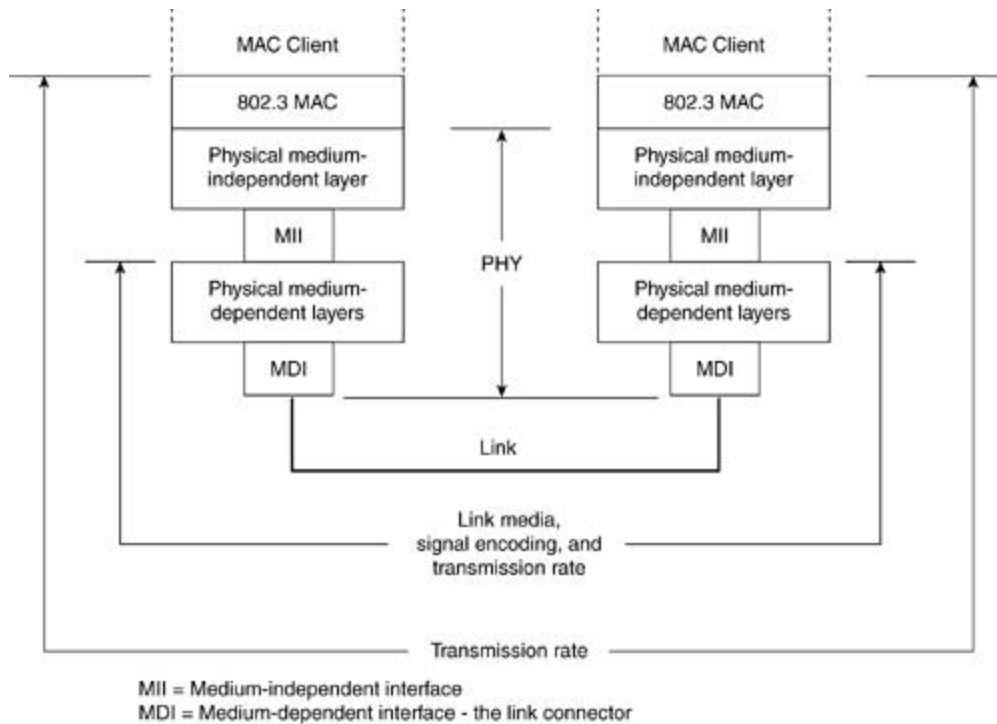 MAC Client
MAC Client
802.3 MAC
802.3 MAC
Physical medium-
independent layer
Physical medium-
independent layer
MII
MII
PHY
Physical medium-
dependent layers
Physical medium-
dependent layers
MDI
MDI
Link
Link media,
signal encoding, and
transmission rate
Transmission rate
MII = Medium-independent interface
MDI = Medium-dependent interface - the link connector